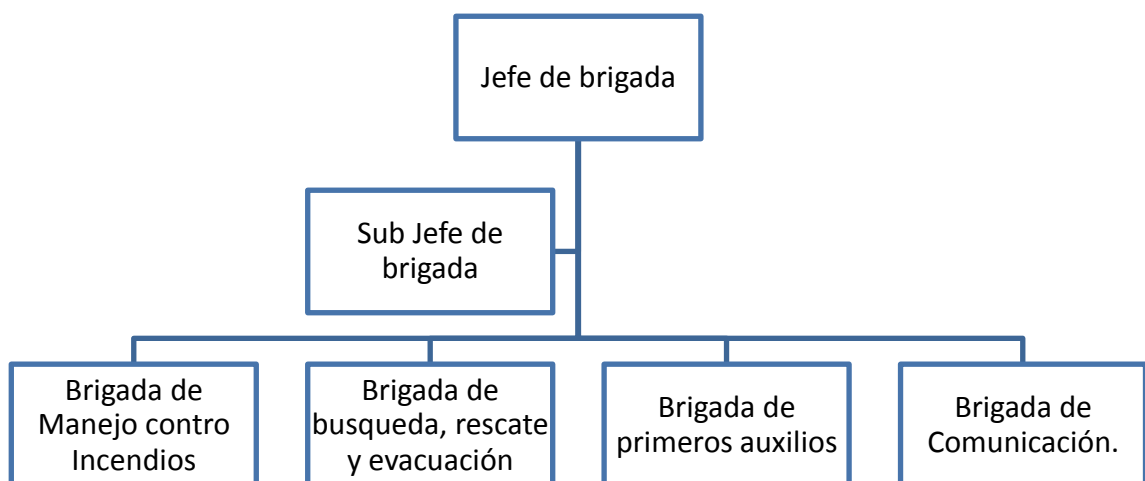 Jefe de brigada
Sub Jefe de
brigada
Brigada de
Manejo contro
Incendios
Brigada de
busqueda, rescate
y evacuación
Brigada de
primeros auxilios
Brigada de
Comunicación.